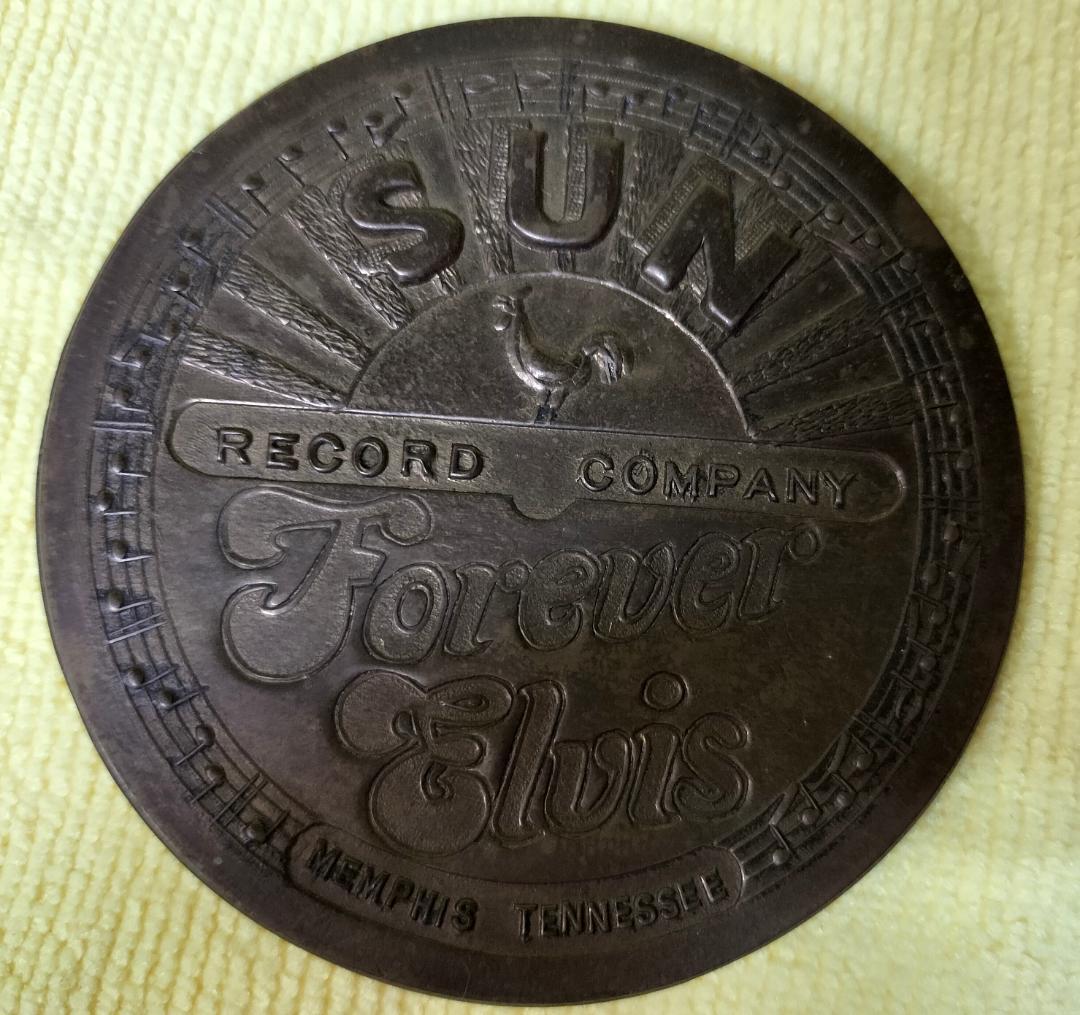 SUN
RECORD COMPANY
Forever
Elvis
MEMPHIS TENNESSEE